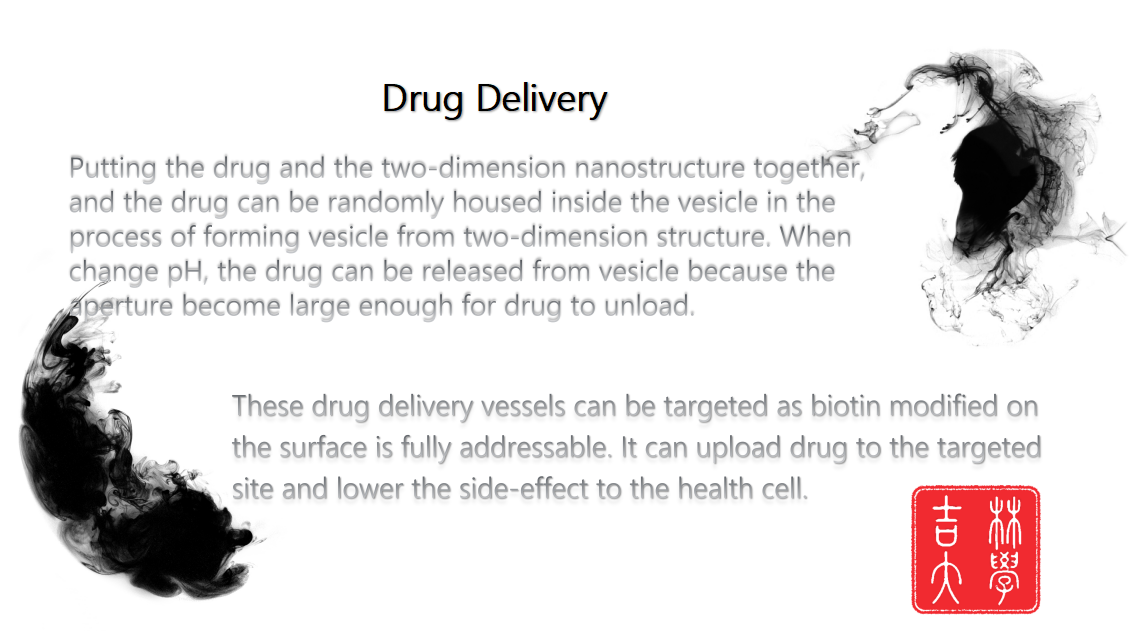 Drug Delivery
Putting the drug and the two-dimension nanostructure together,
and the drug can be randomly housed inside the vesicle in the
process of forming vesicle from two-dimension structure. When
change pH, the drug can be released from vesicle because the
aperture become large enough for drug to unload.
These drug delivery vessels can be targeted as biotin modified on
the surface is fully addressable. It can upload drug to the targeted
site and lower the side-effect to the health cell.
吉林
大學